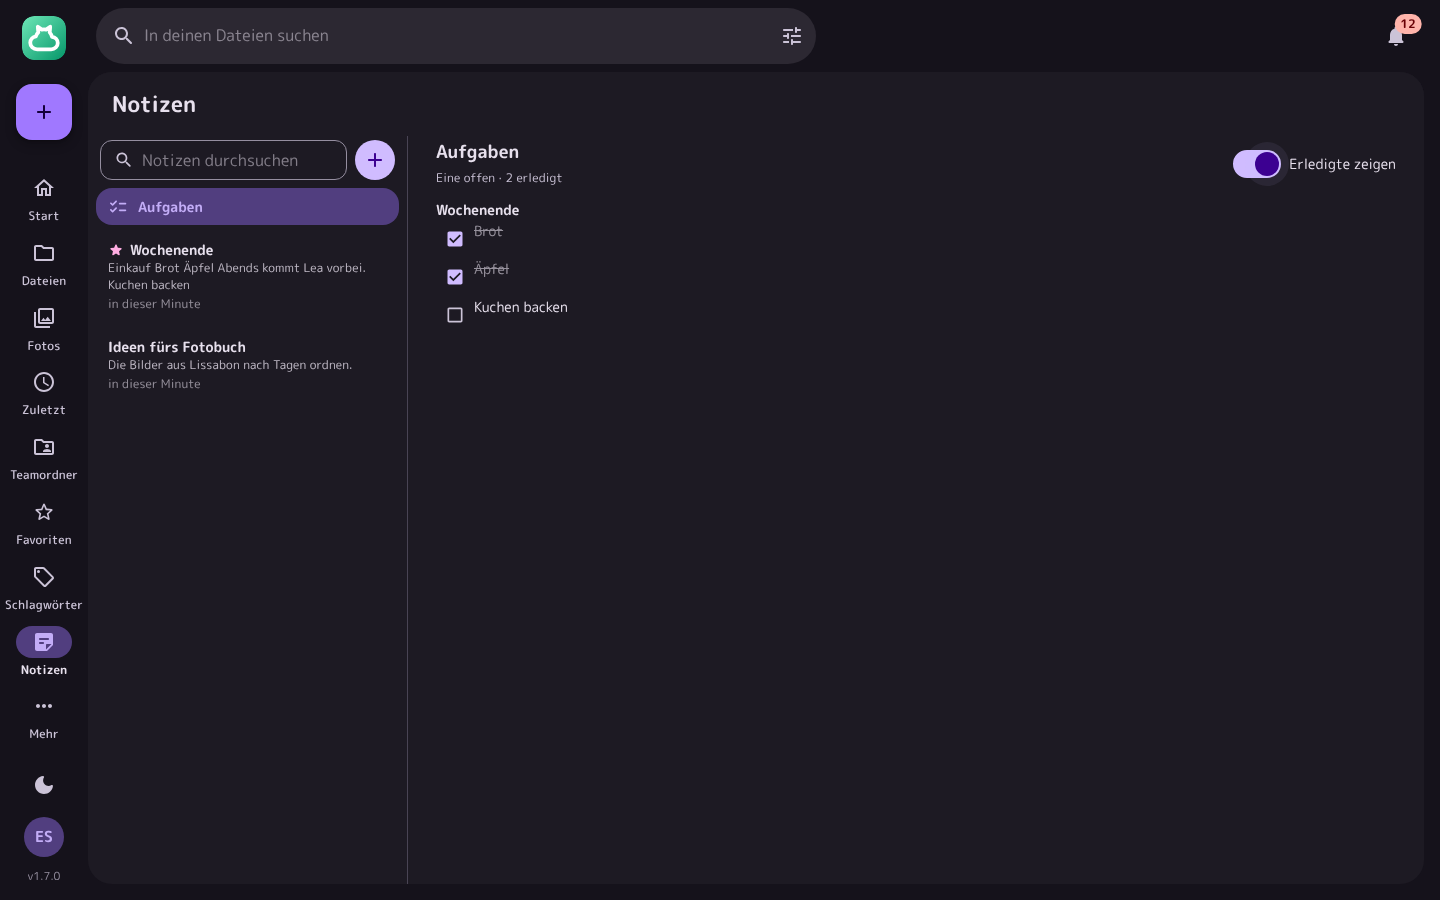 In deinen Dateien suchen
12
Notizen
Start
Dateien
Fotos
Zuletzt
Teamordner
Favoriten
Schlagwörter
Notizen
Mehr
ES
v1.7.0
Notizen durchsuchen
Aufgaben
Wochenende
Einkauf Brot Äpfel Abends kommt Lea vorbei.
Kuchen backen
in dieser Minute
Ideen fürs Fotobuch
Die Bilder aus Lissabon nach Tagen ordnen.
in dieser Minute
Aufgaben
Eine offen · 2 erledigt
Erledigte zeigen
Wochenende
Brot
Äpfel
Kuchen backen